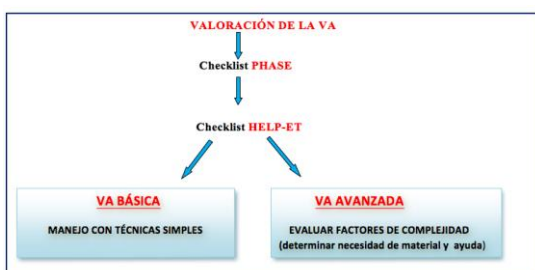 VALORACIÓN DE LA VA
Checklist PHASE
Checklist HELP-ET
VA BÁSICA
MANEJO CON TÉCNICAS SIMPLES
VA AVANZADA
EVALUAR FACTORES DE COMPLEJIDAD
(determinar necesidad de material y ayuda)